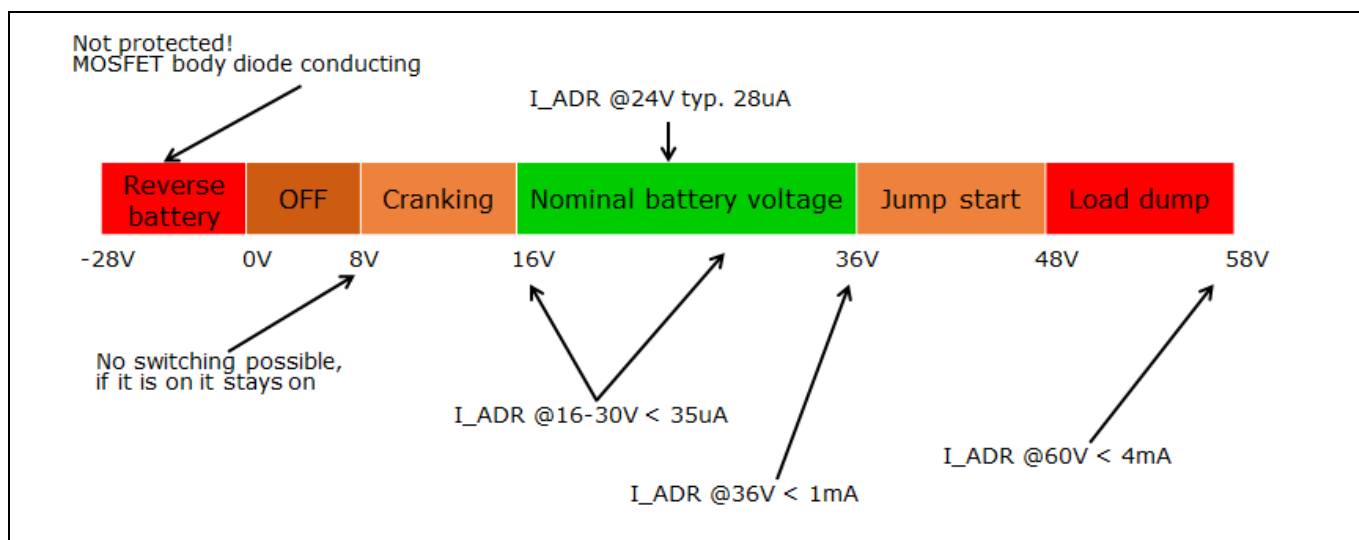 Not protected!
MOSFET body diode conducting
I_ADR @24V typ. 28uA
Reverse
battery
OFF
Cranking
Nominal battery voltage
Jump start
Load dump
-28V
0V
8V
16V
36V
48V
58V
No switching possible,
if it is on it stays on
I_ADR @16-30V < 35uA
I_ADR @60V < 4mA
I_ADR @36V < 1mA